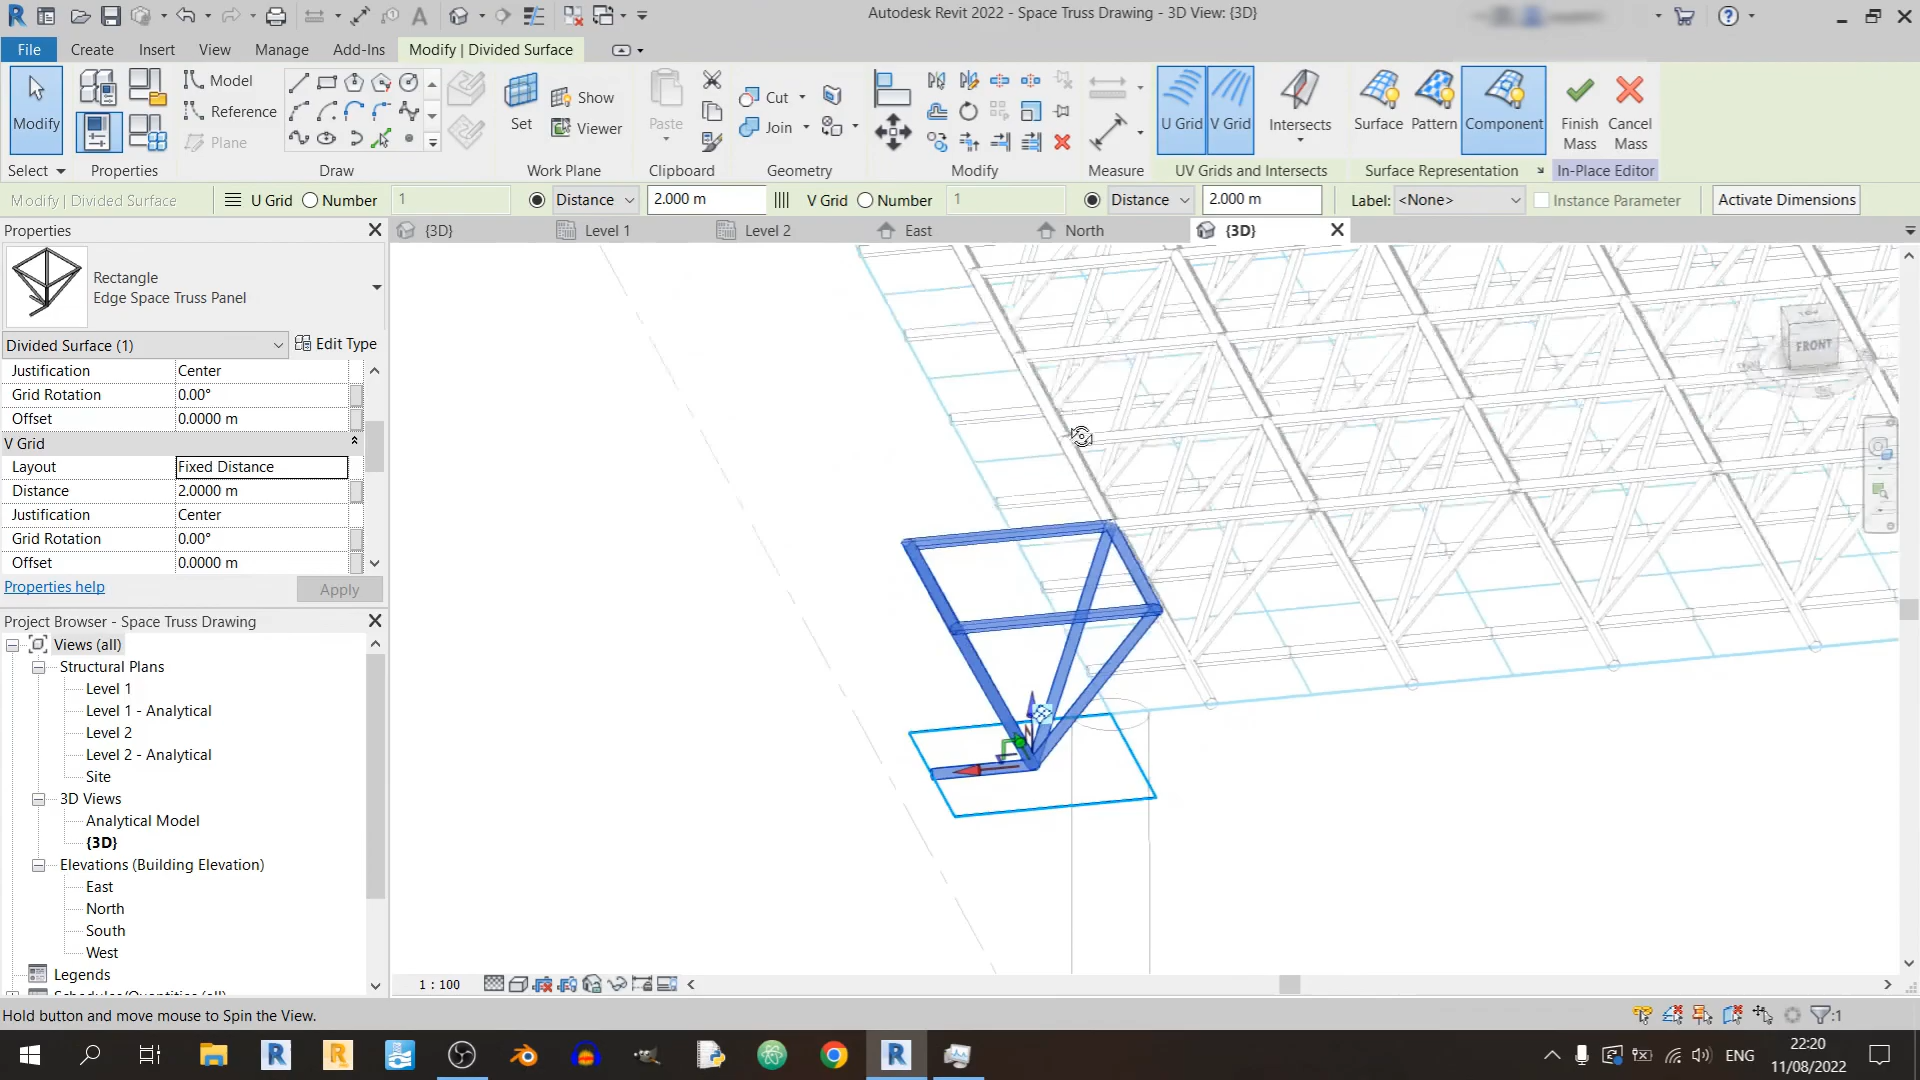 Autodesk Revit 2022 - Space Truss Drawing - 3D View: {3D}
File
Create
Insert
View
Manage
Add-Ins
Modify | Divided Surface
Modify
Model
Reference
Plane
Set
Show
Viewer
Paste
Cut
Join
U Grid
V Grid
Intersects
Surface
Pattern
Component
Finish
Mass
Cancel
Mass
Select
Properties
Draw
Work Plane
Clipboard
Geometry
Modify
Measure
UV Grids and Intersects
Surface Representation
In-Place Editor
Modify | Divided Surface
U Grid
Number
1
Distance
2.000 m
V Grid
Number
1
Distance
2.000 m
Label:
<None>
Instance Parameter
Activate Dimensions
Properties
{3D}
Level 1
Level 2
East
North
{3D}
Rectangle
Edge Space Truss Panel
Divided Surface (1)
Edit Type
Justification Center
Grid Rotation 0.00°
Offset 0.0000 m
V Grid
Layout Fixed Distance
Distance 2.0000 m
Justification Center
Grid Rotation 0.00°
Offset 0.0000 m
Properties help
Apply
Project Browser - Space Truss Drawing
Views (all)
Structural Plans
Level 1
Level 1 - Analytical
Level 2
Level 2 - Analytical
Site
3D Views
Analytical Model
{3D}
Elevations (Building Elevation)
East
North
South
West
Legends
FRONT
1 : 100
Hold button and move mouse to Spin the View.
:1
ENG
22:20
11/08/2022